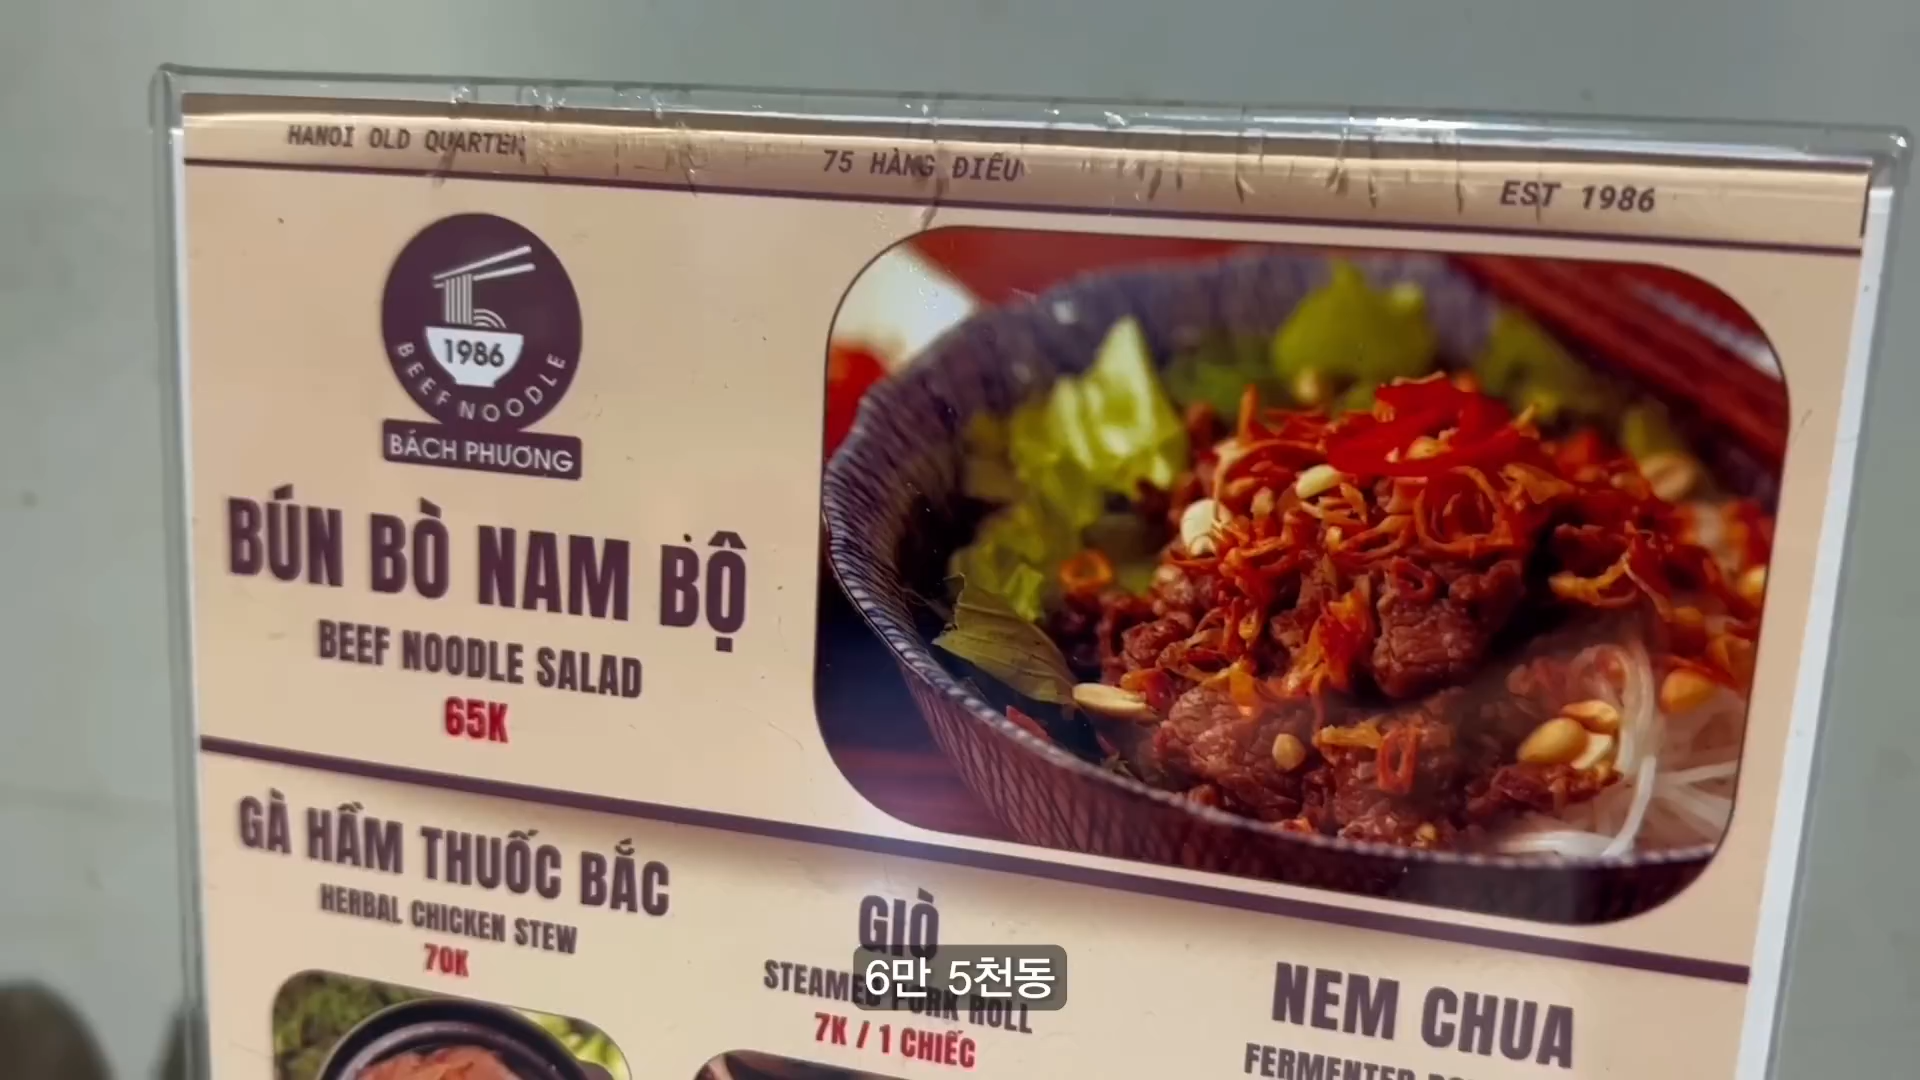 HANOI OLD QUARTER
75 HÀNG ĐIẾU
EST 1986
1986
BEEF NOODLE
BÁCH PHƯƠNG
BÚN BÒ NAM BỘ
BEEF NOODLE SALAD
65K
GÀ HẦM THUỐC BẮC
HERBAL CHICKEN STEW
70K
GIÒ
STEAMED PORK ROLL
7K / 1 CHIẾC
NEM CHUA
FERMENTED
6만 5천동